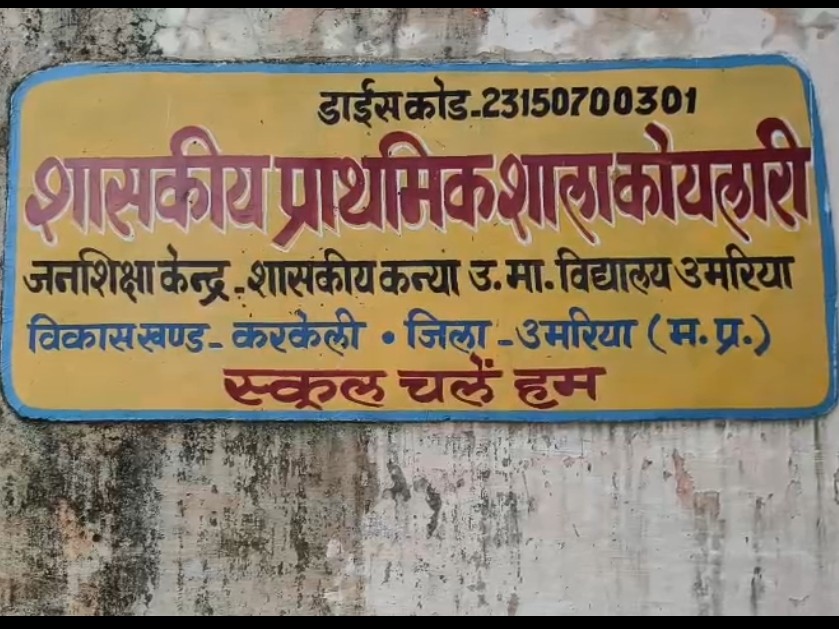 डाईस कोड-23150700301
शासकीय प्राथमिक शाला कोयलारी
जनशिक्षा केन्द्र-शासकीय कन्या उ.मा. विद्यालय उमरिया
विकासखण्ड- करकेली • जिला-उमरिया (म.प्र.)
स्कूल चलें हम